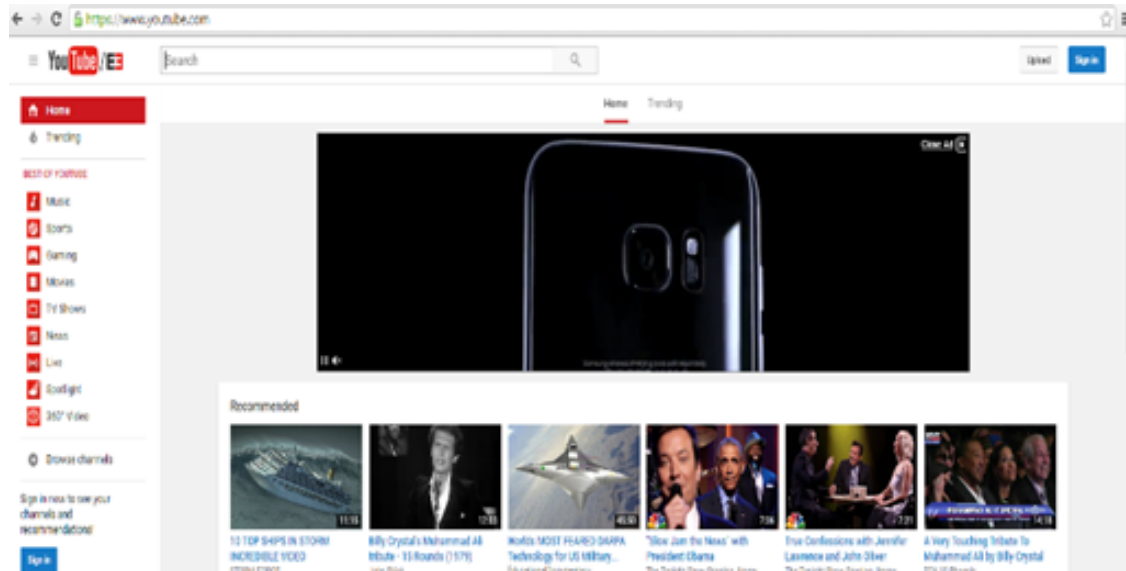 https://www.youtube.com
YouTube /E3
Search
Upload
Sign in
Home
Trending
Home
Trending
BEST OF YOUTUBE
Music
Sports
Gaming
Movies
TV Shows
News
Live
Spotlight
360° Video
Browse channels
Sign in now to see your
channels and
recommendations!
Sign in
Close Ad
Recommended
11:15
12:33
45:50
7:36
7:21
14:18
10 TOP SHIPS IN STORM
INCREDIBLE VIDEO
Billy Crystal's Muhammad Ali
tribute - 15 Rounds (1979)
Worlds MOST FEARED DARPA
Technology for US Military...
"Slow Jam the News" with
President Obama
True Confessions with Jennifer
Lawrence and John Oliver
A Very Touching Tribute To
Muhammad Ali by Billy Crystal